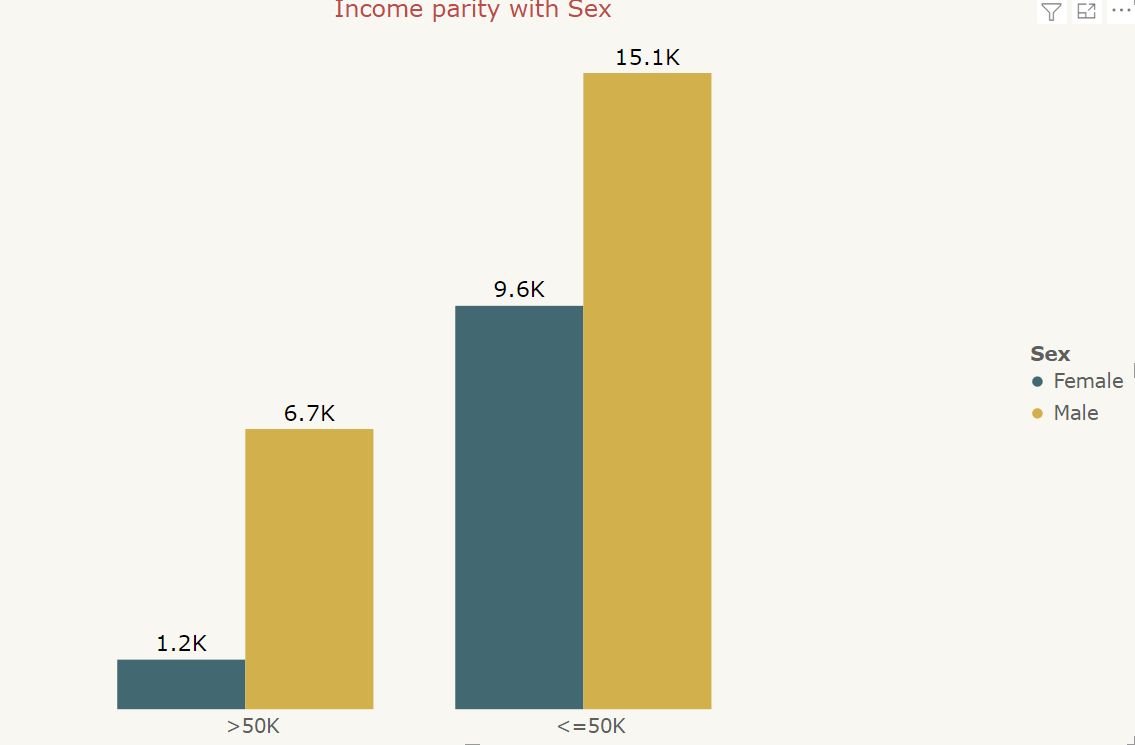 Income parity with Sex
15.1K
9.6K
6.7K
1.2K
>50K
<=50K
Sex
Female
Male